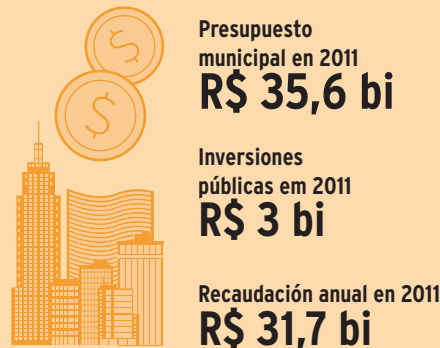 Presupuesto
municipal en 2011
R$ 35,6 bi
Inversiones
públicas em 2011
R$ 3 bi
Recaudación anual en 2011
R$ 31,7 bi